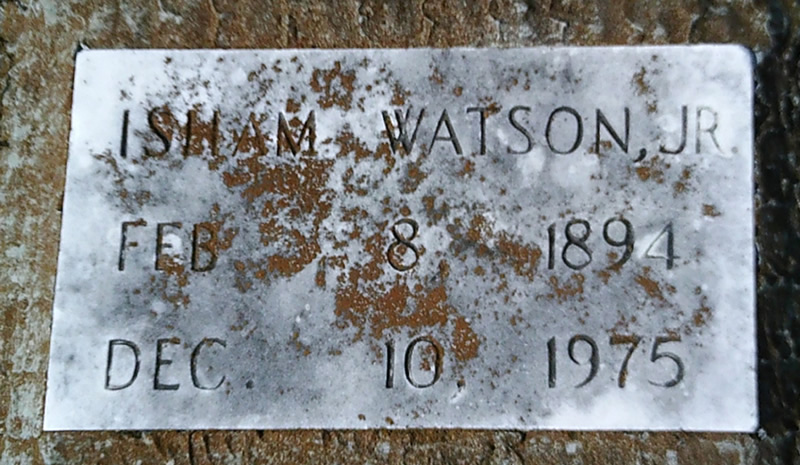 ISHAM WATSON, JR.
FEB 8 1894
DEC. 10, 1975